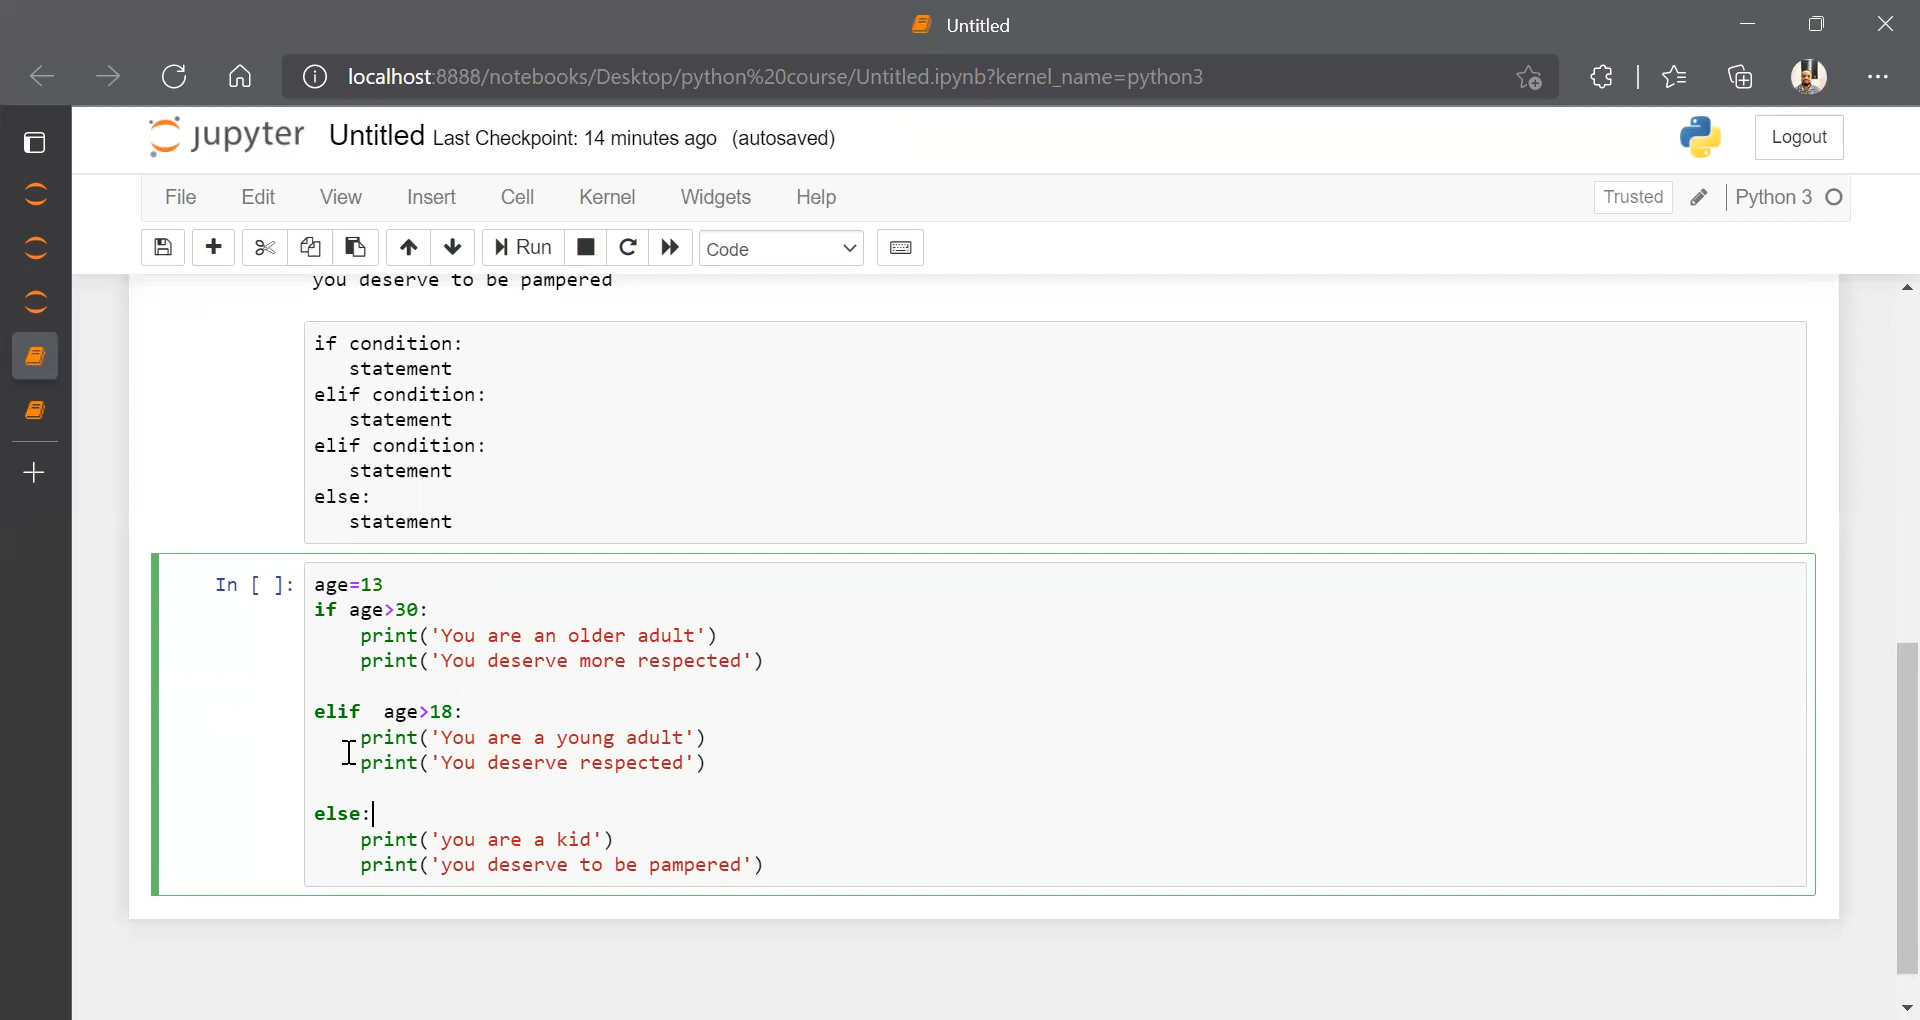 Untitled
localhost:8888/notebooks/Desktop/python%20course/Untitled.ipynb?kernel_name=python3
jupyter Untitled Last Checkpoint: 14 minutes ago (autosaved)
Logout
File Edit View Insert Cell Kernel Widgets Help
Trusted Python 3
Run Code
you deserve to be pampered
if condition:
   statement
elif condition:
   statement
elif condition:
   statement
else:
   statement
In [ ]: age=13
if age>30:
    print('You are an older adult')
    print('You deserve more respected')
elif  age>18:
    print('You are a young adult')
    print('You deserve respected')
else:
    print('you are a kid')
    print('you deserve to be pampered')